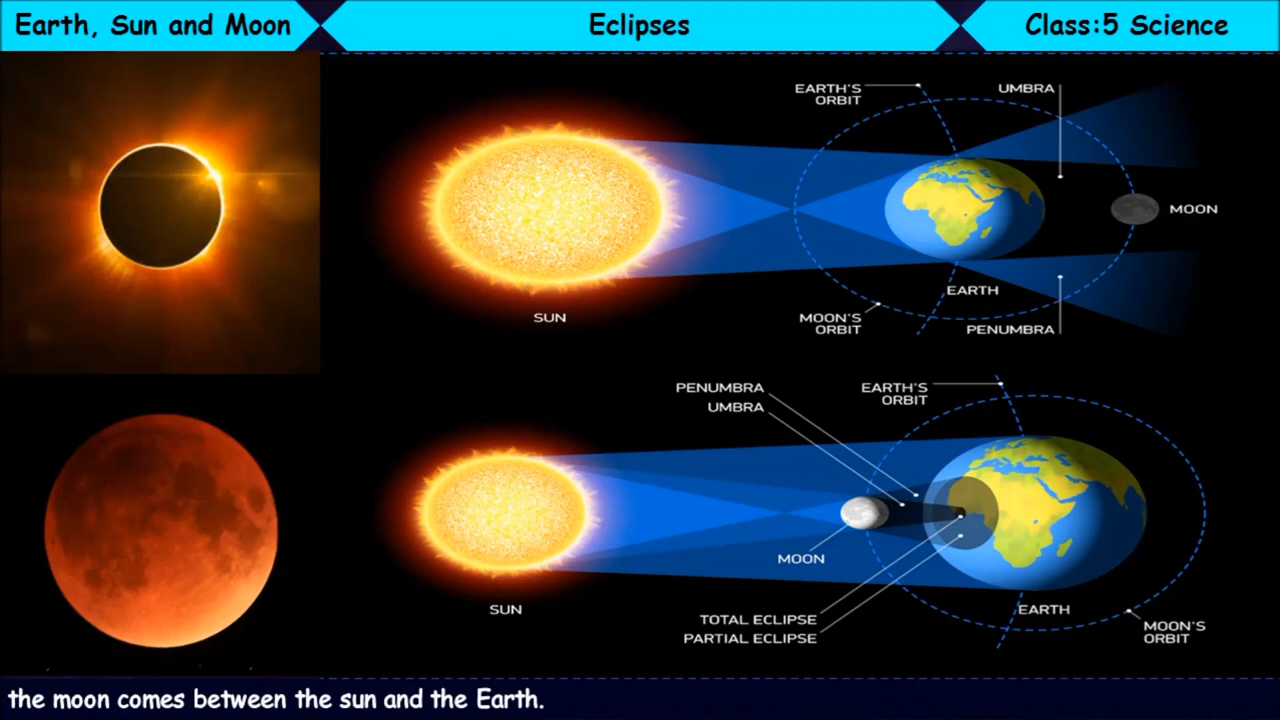 Earth, Sun and Moon
Eclipses
Class:5 Science
EARTH'S
ORBIT
UMBRA
MOON
SUN
EARTH
MOON'S
ORBIT
PENUMBRA
PENUMBRA
UMBRA
EARTH'S
ORBIT
MOON
SUN
EARTH
TOTAL ECLIPSE
PARTIAL ECLIPSE
MOON'S
ORBIT
the moon comes between the sun and the Earth.